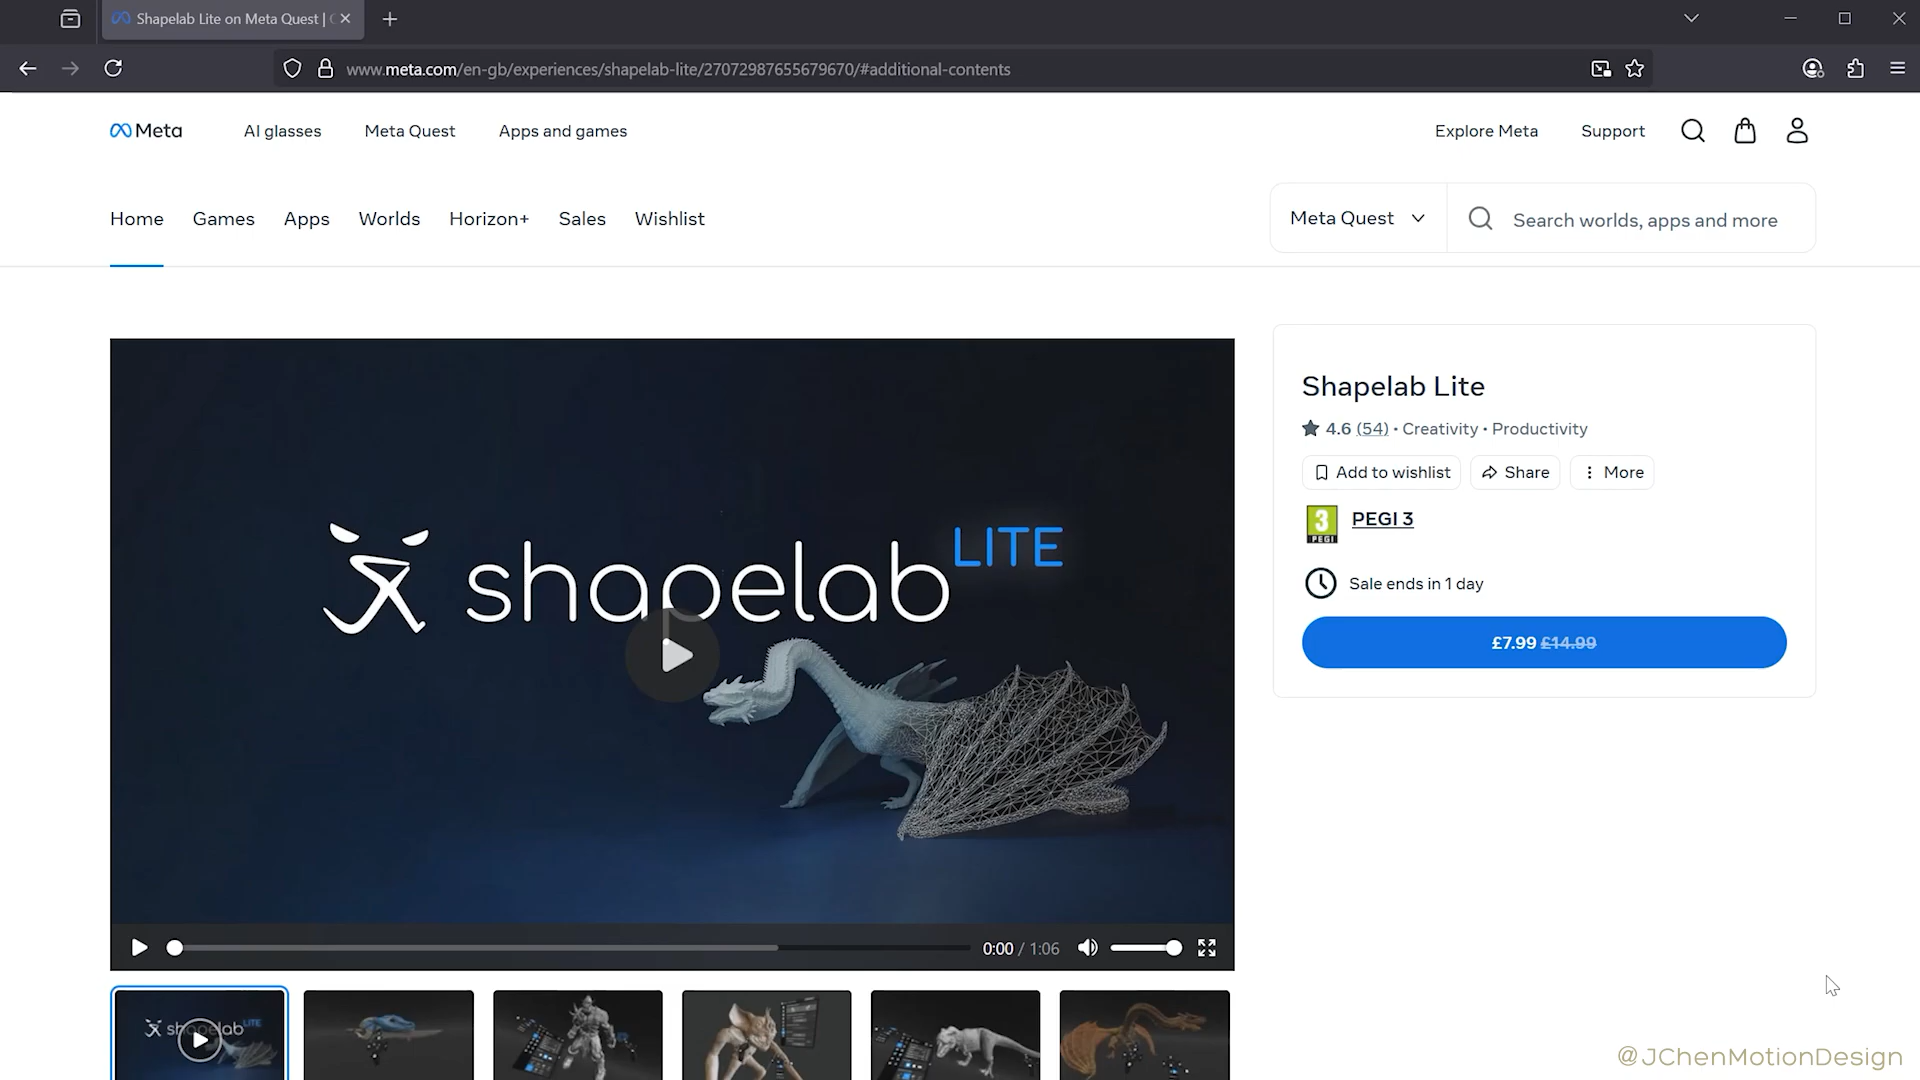 Shapelab Lite on Meta Quest |
www.meta.com/en-gb/experiences/shapelab-lite/27072987655679670/#additional-contents
Meta
AI glasses
Meta Quest
Apps and games
Explore Meta
Support
Home
Games
Apps
Worlds
Horizon+
Sales
Wishlist
Meta Quest
Search worlds, apps and more
shapelab LITE
Shapelab Lite
4.6 (54) • Creativity • Productivity
Add to wishlist
Share
More
3
PEGI
PEGI 3
Sale ends in 1 day
£7.99 £14.99
0:00 / 1:06
shapelab LITE
@JChenMotionDesign